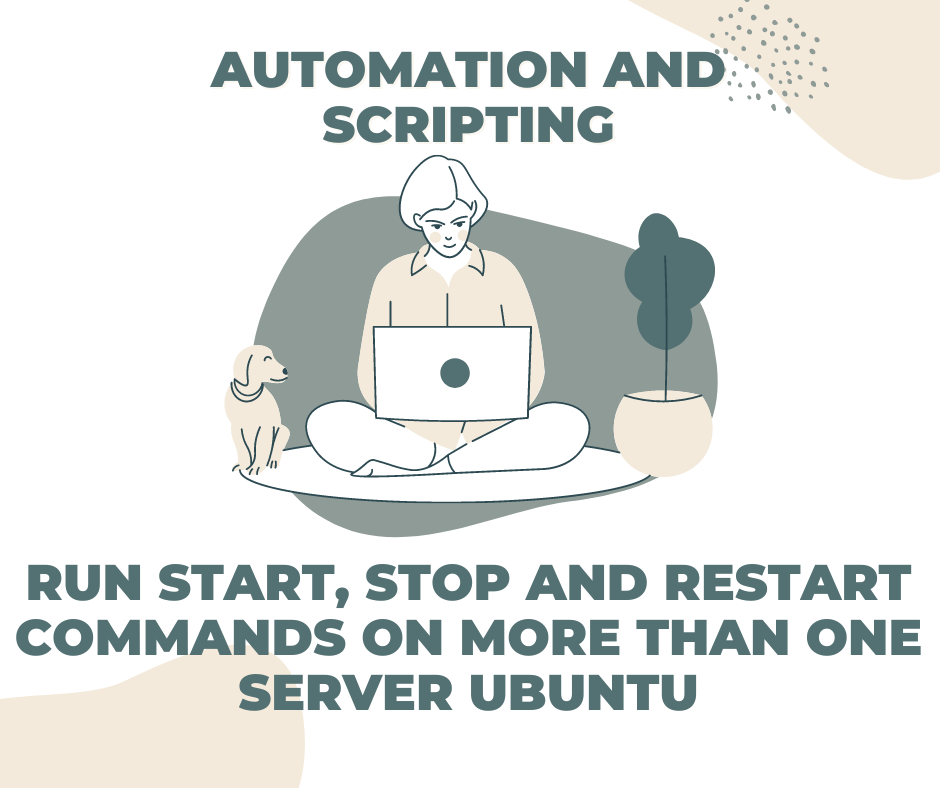 AUTOMATION AND
SCRIPTING
RUN START, STOP AND RESTART
COMMANDS ON MORE THAN ONE
SERVER UBUNTU